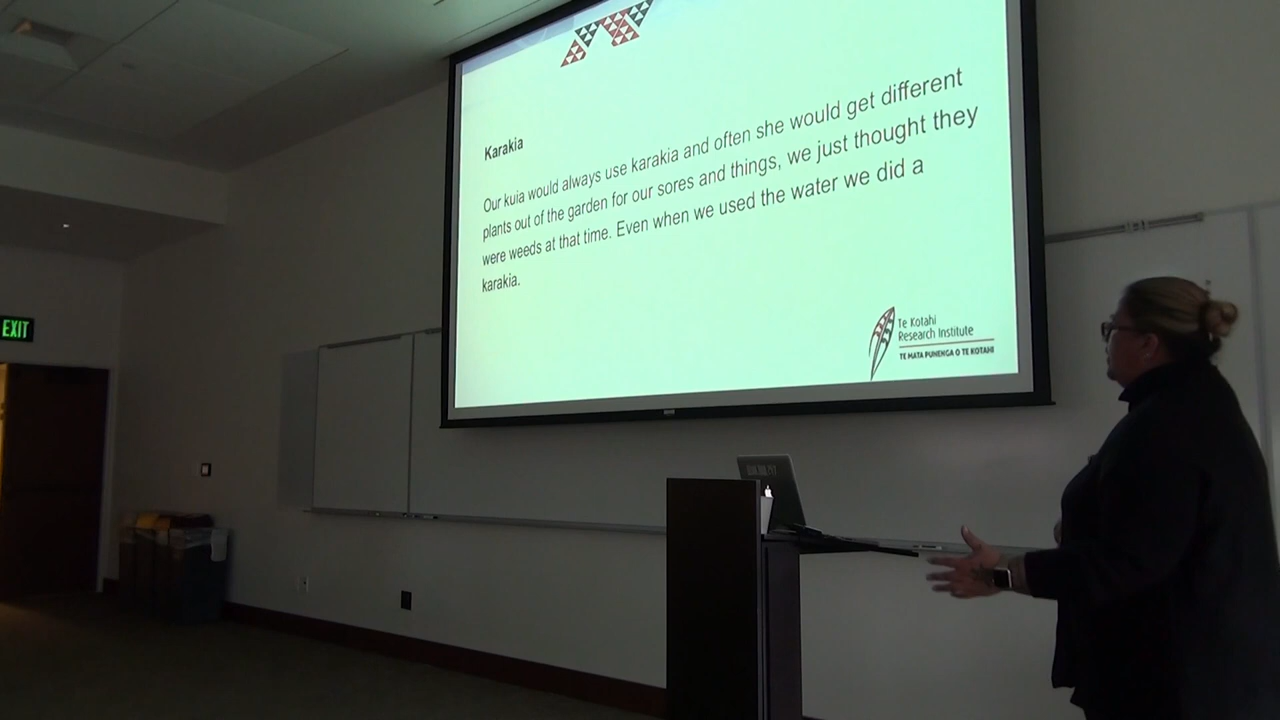 Karakia
Our kuia would always use karakia and often she would get different
plants out of the garden for our sores and things, we just thought they
were weeds at that time. Even when we used the water we did a
karakia.
Te Kotahi
Research Institute
TE MATA PUNENGA O TE KOTAHI
EXIT